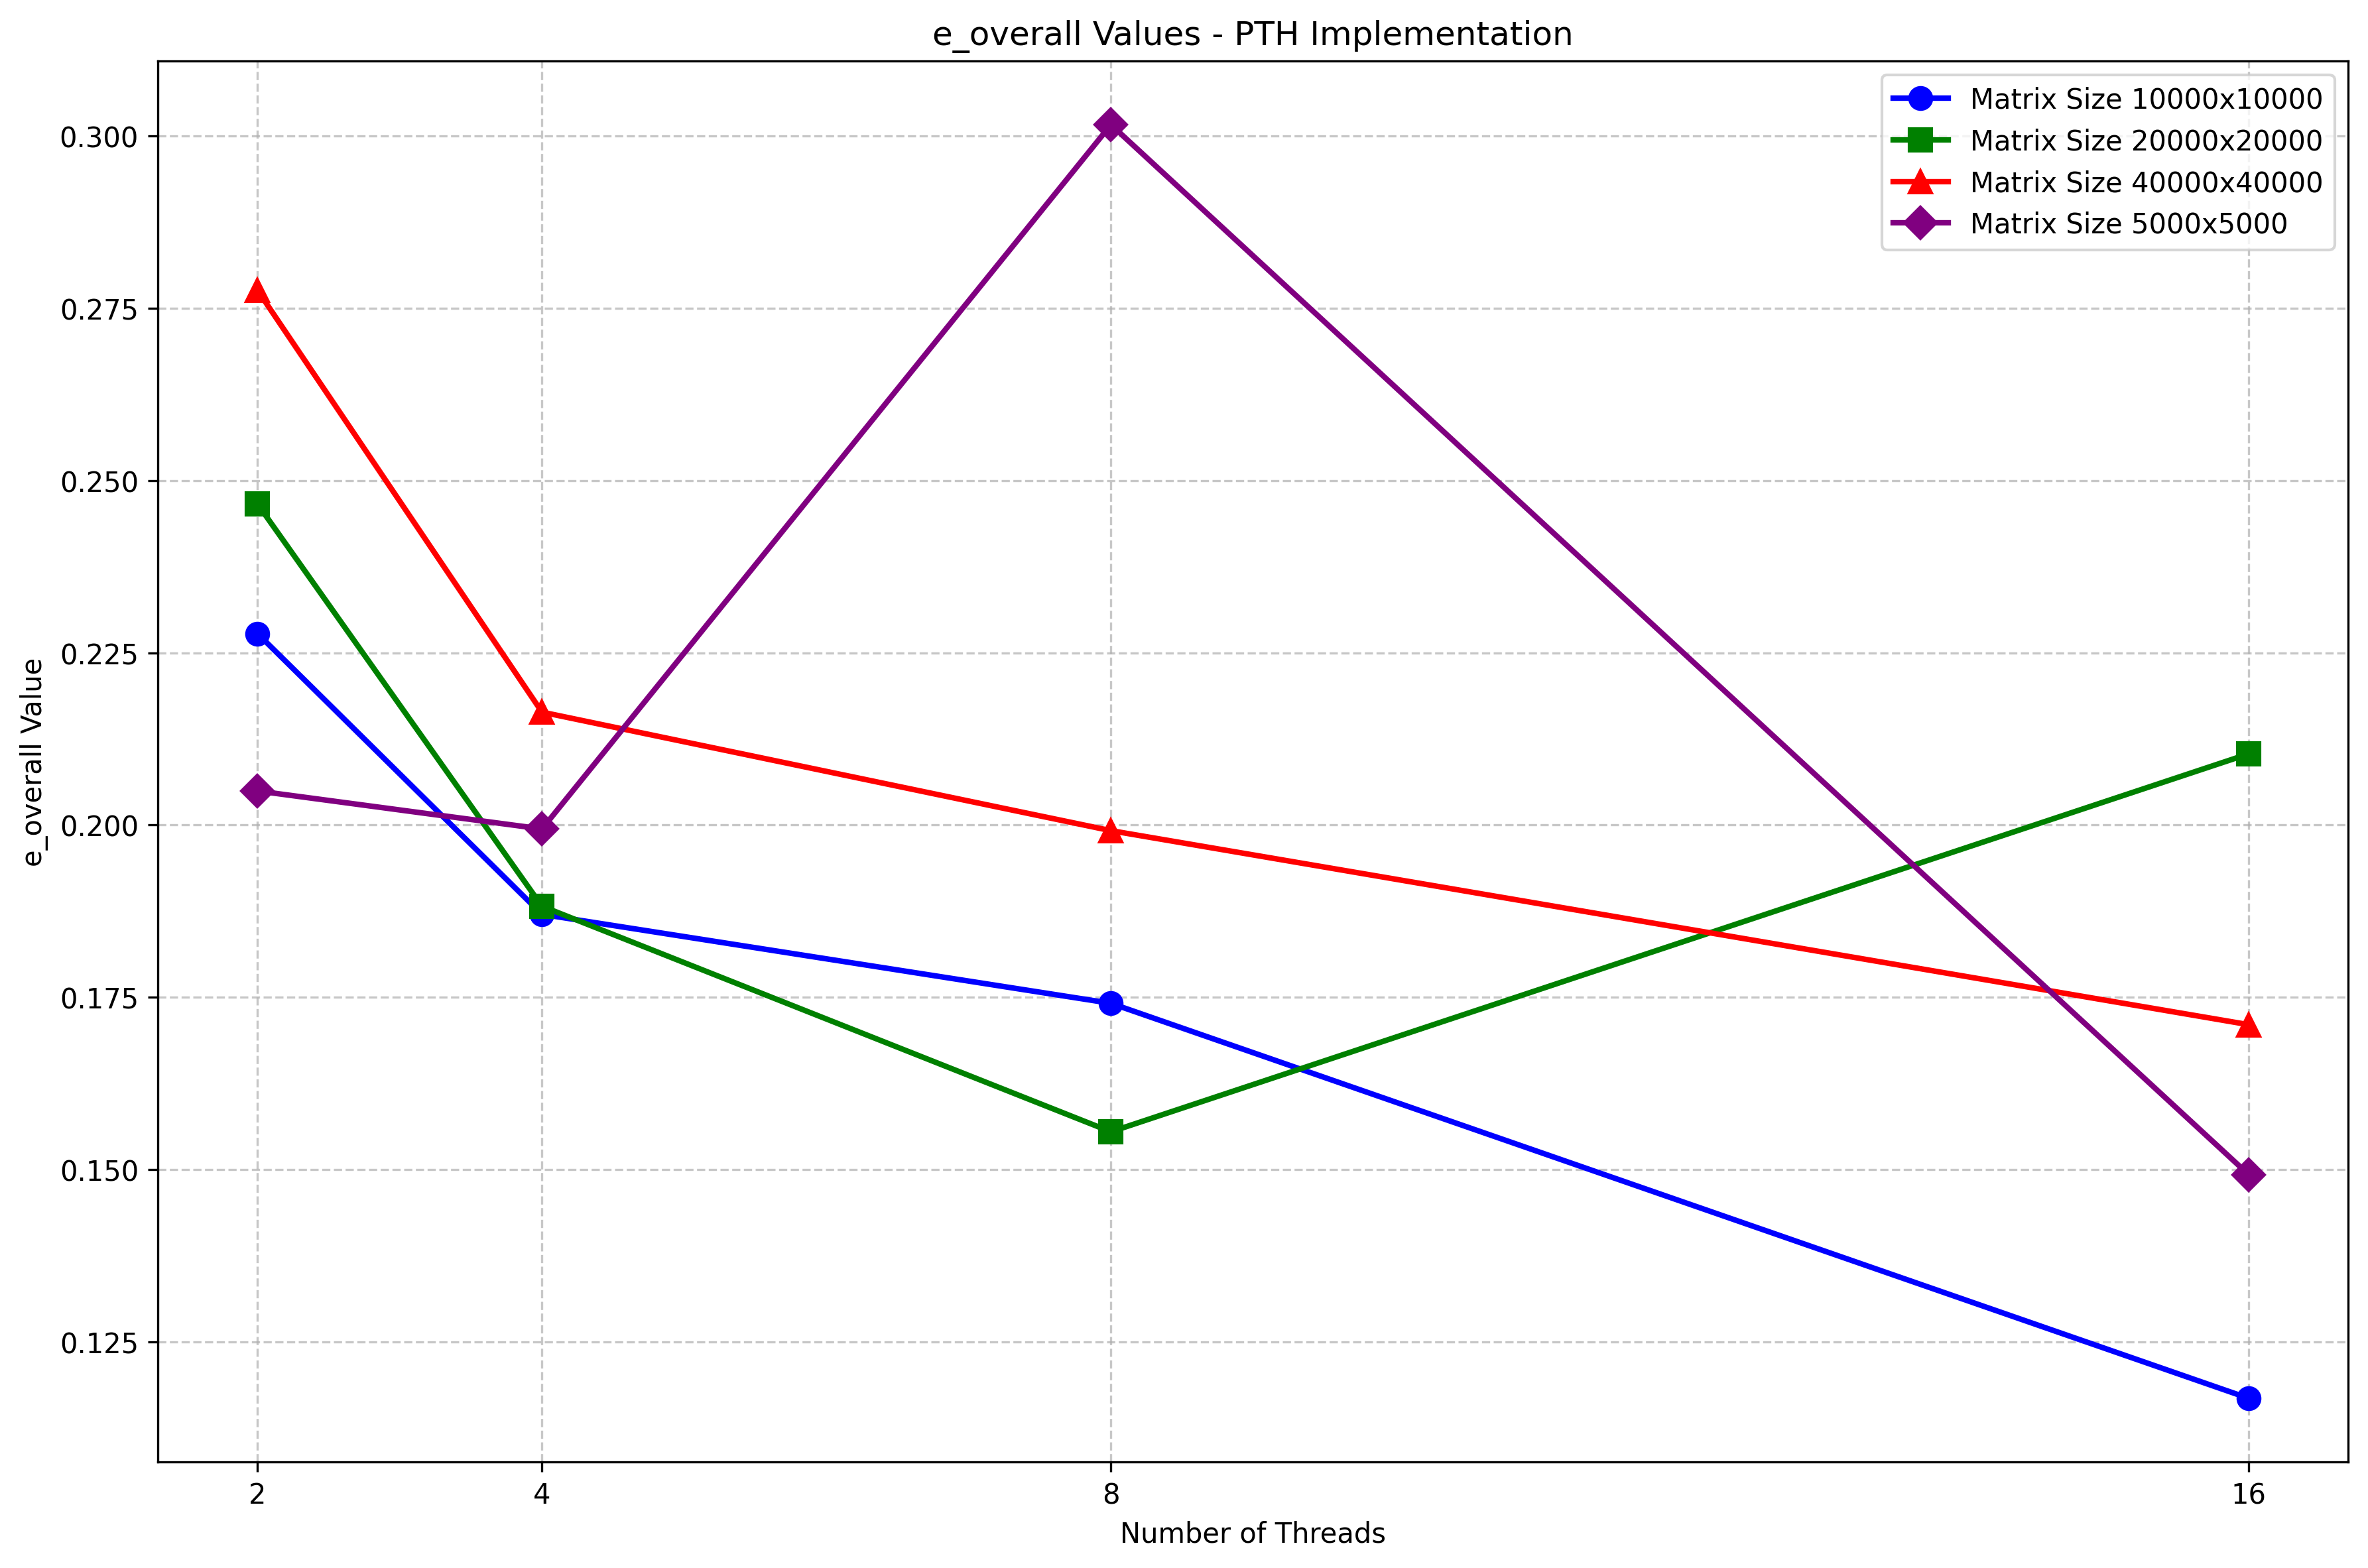 e_overall Values - PTH Implementation
Matrix Size 10000x10000
Matrix Size 20000x20000
Matrix Size 40000x40000
Matrix Size 5000x5000
e_overall Value
0.300
0.275
0.250
0.225
0.200
0.175
0.150
0.125
2
4
8
16
Number of Threads